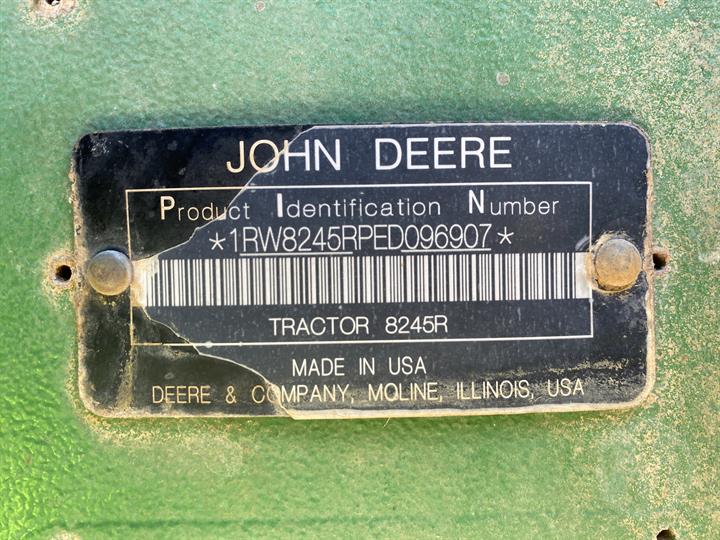 JOHN DEERE
Product Identification Number
*1RW8245RPED096907*
TRACTOR 8245R
MADE IN USA
DEERE & COMPANY, MOLINE, ILLINOIS, USA